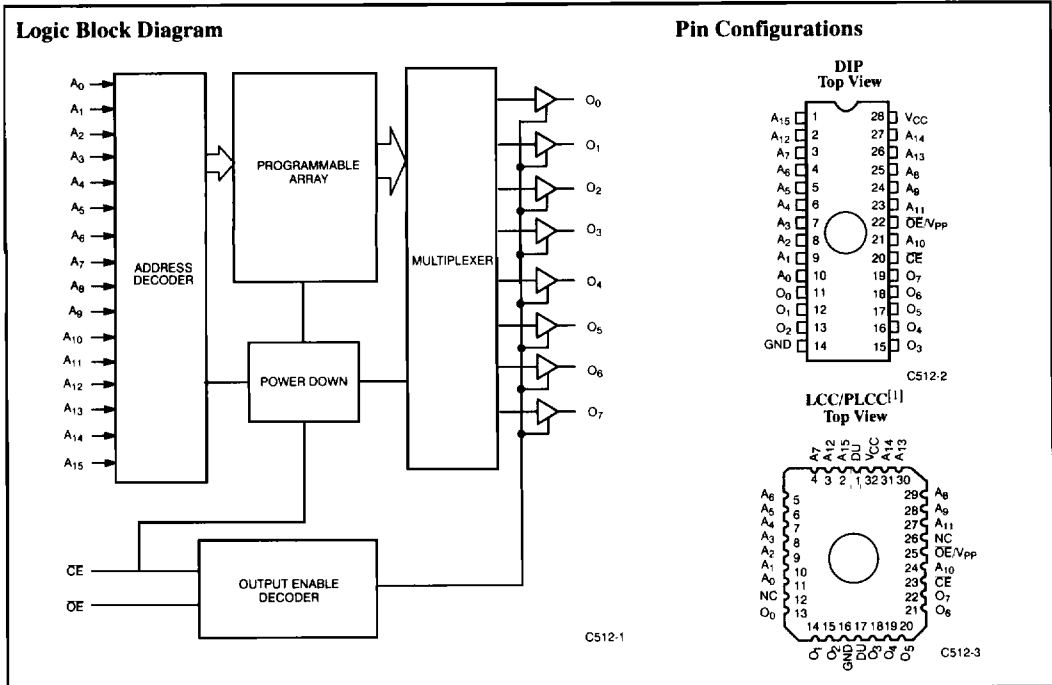 Logic Block Diagram
A0
A1
A2
A3
A4
A5
A6
A7
A8
A9
A10
A11
A12
A13
A14
A15
ADDRESS
DECODER
PROGRAMMABLE
ARRAY
POWER DOWN
MULTIPLEXER
O0
O1
O2
O3
O4
O5
O6
O7
C̅E̅
O̅E̅
OUTPUT ENABLE
DECODER
C512-1
Pin Configurations
DIP
Top View
A15 1 28 VCC
A12 2 27 A14
A7 3 26 A13
A6 4 25 A8
A5 5 24 A9
A4 6 23 A11
A3 7 22 O̅E̅/VPP
A2 8 21 A10
A1 9 20 C̅E̅
A0 10 19 O7
O0 11 18 O6
O1 12 17 O5
O2 13 16 O4
GND 14 15 O3
C512-2
LCC/PLCC[1]
Top View
A7 A12 A15 DU VCC A14 A13
4 3 2 1 32 31 30
A6 5 29 A8
A5 6 28 A9
A4 7 27 A11
A3 8 26 NC
A2 9 25 O̅E̅/VPP
A1 10 24 A10
A0 11 23 C̅E̅
NC 12 22 O7
O0 13 21 O6
14 15 16 17 18 19 20
O1 O2 GND DU O3 O4 O5
C512-3